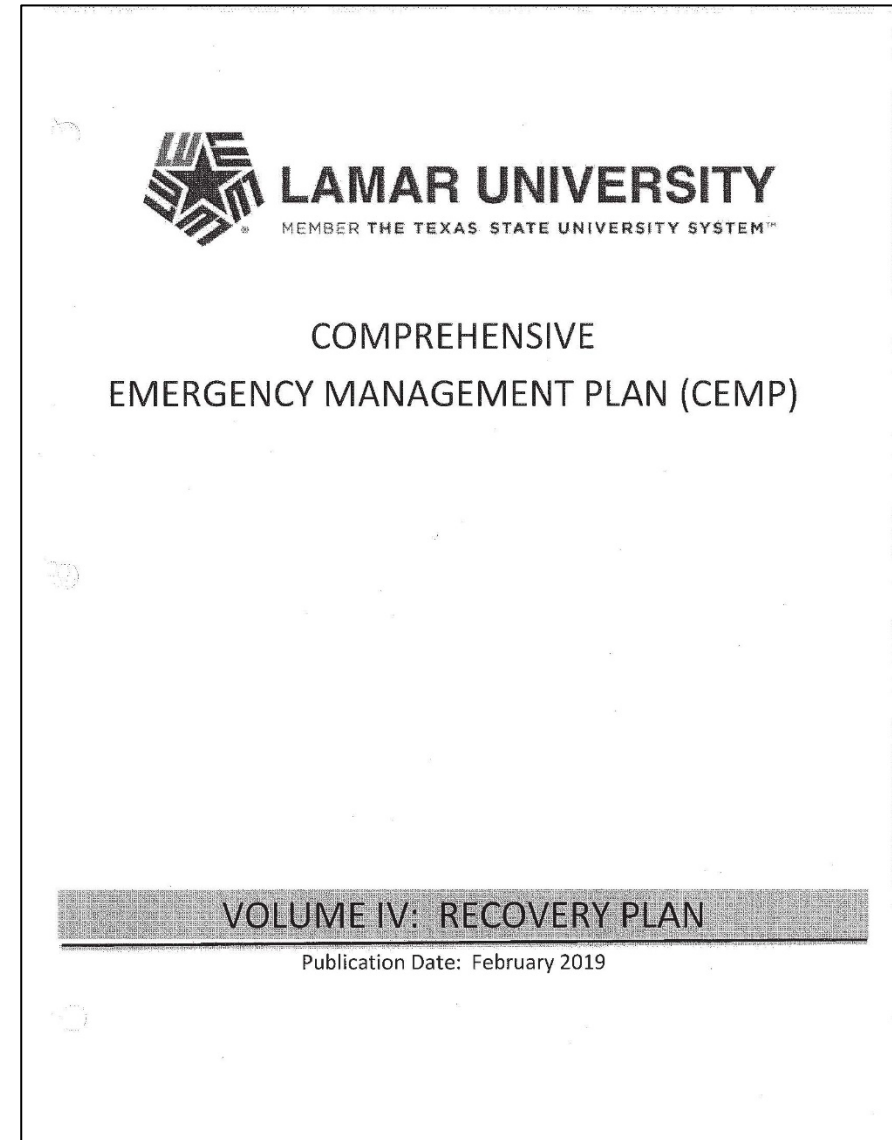 LAMAR UNIVERSITY
MEMBER THE TEXAS STATE UNIVERSITY SYSTEM™
COMPREHENSIVE
EMERGENCY MANAGEMENT PLAN (CEMP)
VOLUME IV: RECOVERY PLAN
Publication Date: February 2019